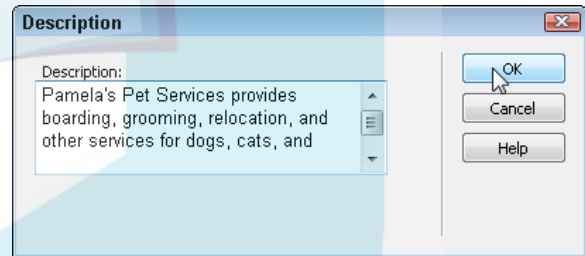 Description
Description:
Pamela's Pet Services provides
boarding, grooming, relocation, and
other services for dogs, cats, and
OK
Cancel
Help